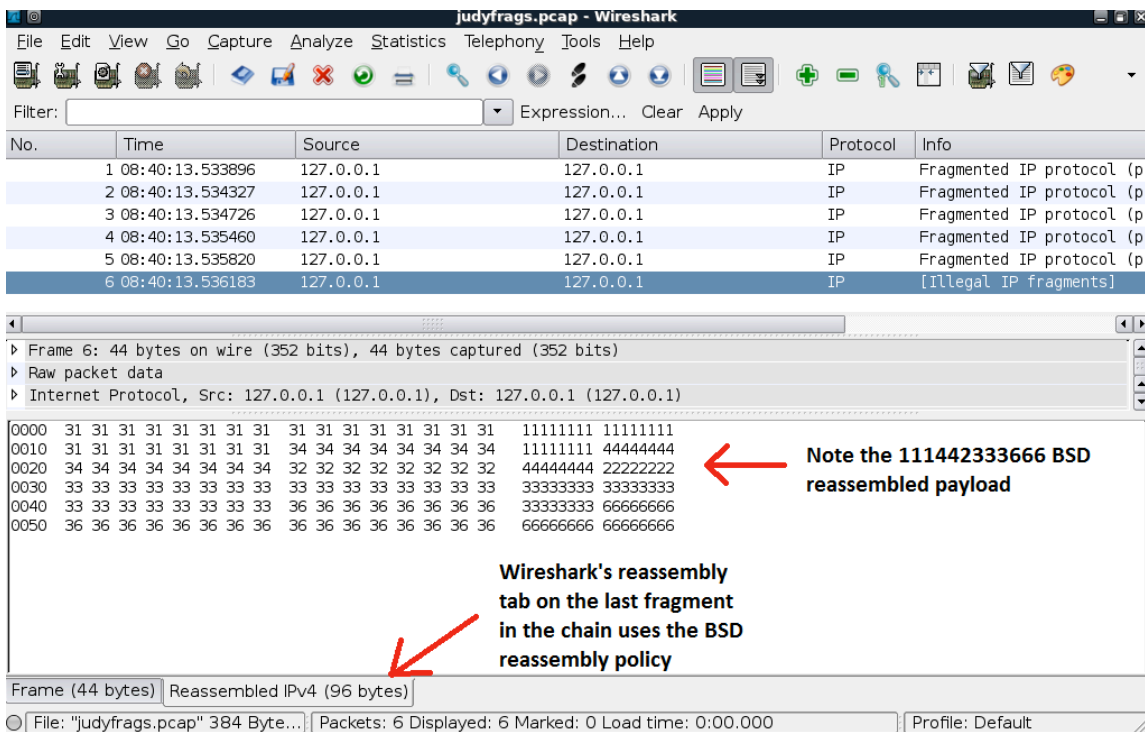 judyfrags.pcap - Wireshark
File Edit View Go Capture Analyze Statistics Telephony Tools Help
Filter: Expression... Clear Apply
No. Time Source Destination Protocol Info
1 08:40:13.533896 127.0.0.1 127.0.0.1 IP Fragmented IP protocol (p
2 08:40:13.534327 127.0.0.1 127.0.0.1 IP Fragmented IP protocol (p
3 08:40:13.534726 127.0.0.1 127.0.0.1 IP Fragmented IP protocol (p
4 08:40:13.535460 127.0.0.1 127.0.0.1 IP Fragmented IP protocol (p
5 08:40:13.535820 127.0.0.1 127.0.0.1 IP Fragmented IP protocol (p
6 08:40:13.536183 127.0.0.1 127.0.0.1 IP [Illegal IP fragments]
Frame 6: 44 bytes on wire (352 bits), 44 bytes captured (352 bits)
Raw packet data
Internet Protocol, Src: 127.0.0.1 (127.0.0.1), Dst: 127.0.0.1 (127.0.0.1)
0000 31 31 31 31 31 31 31 31 31 31 31 31 31 31 31 31 11111111 11111111
0010 31 31 31 31 31 31 31 31 34 34 34 34 34 34 34 34 11111111 44444444
0020 34 34 34 34 34 34 34 34 32 32 32 32 32 32 32 32 44444444 22222222
0030 33 33 33 33 33 33 33 33 33 33 33 33 33 33 33 33 33333333 33333333
0040 33 33 33 33 33 33 33 33 36 36 36 36 36 36 36 36 33333333 66666666
0050 36 36 36 36 36 36 36 36 36 36 36 36 36 36 36 36 66666666 66666666
Note the 111442333666 BSD
reassembled payload
Wireshark's reassembly
tab on the last fragment
in the chain uses the BSD
reassembly policy
Frame (44 bytes) Reassembled IPv4 (96 bytes)
File: "judyfrags.pcap" 384 Byte... Packets: 6 Displayed: 6 Marked: 0 Load time: 0:00.000 Profile: Default